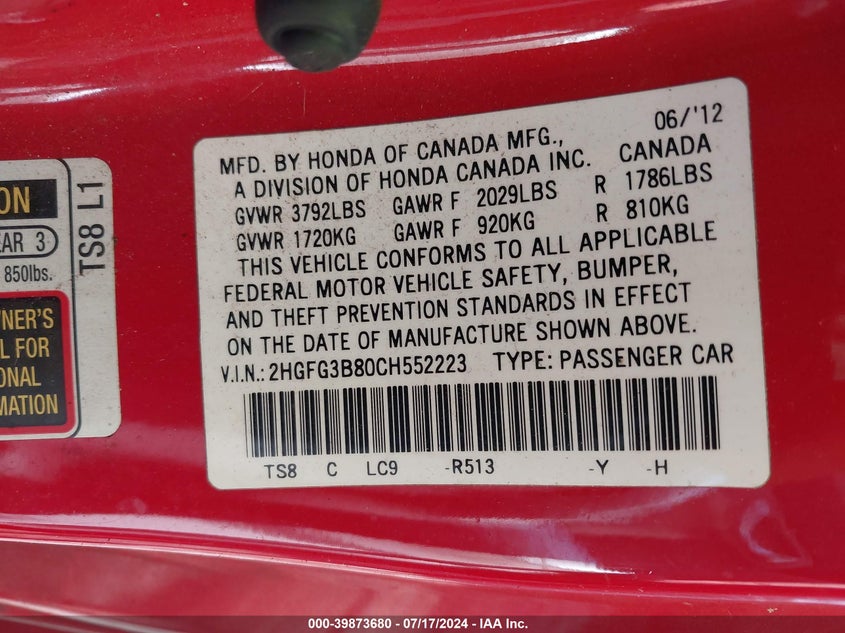 ON
EAR 3
850lbs.
TS8 L1
NER'S
L FOR
ONAL
MATION
06/'12
MFD. BY HONDA OF CANADA MFG.,
A DIVISION OF HONDA CANADA INC. CANADA
GVWR 3792LBS GAWR F 2029LBS R 1786LBS
GVWR 1720KG GAWR F 920KG R 810KG
THIS VEHICLE CONFORMS TO ALL APPLICABLE
FEDERAL MOTOR VEHICLE SAFETY, BUMPER,
AND THEFT PREVENTION STANDARDS IN EFFECT
ON THE DATE OF MANUFACTURE SHOWN ABOVE.
V.I.N.: 2HGFG3B80CH552223 TYPE: PASSENGER CAR
TS8 C LC9 -R513 -Y -H
000-39873680 / 07/17/2024 - IAA Inc.